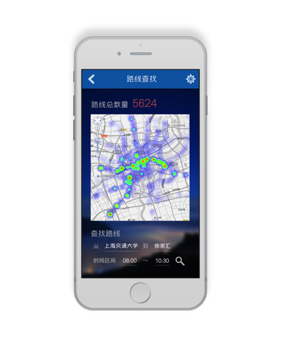 路线查找
路线总数量 5624
查找路线
从 上海交通大学 到 徐家汇
时间区间 08:00 ～ 10:30